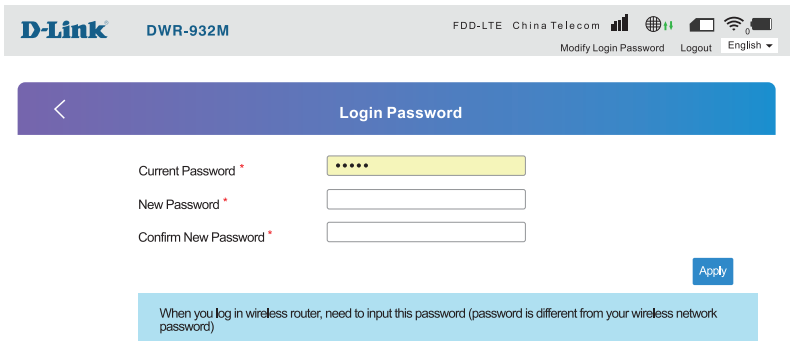 D-Link DWR-932M FDD-LTE China Telecom 0
Modify Login Password Logout English
Login Password
Current Password * •••••
New Password *
Confirm New Password *
Apply
When you log in wireless router, need to input this password (password is different from your wireless network
password)